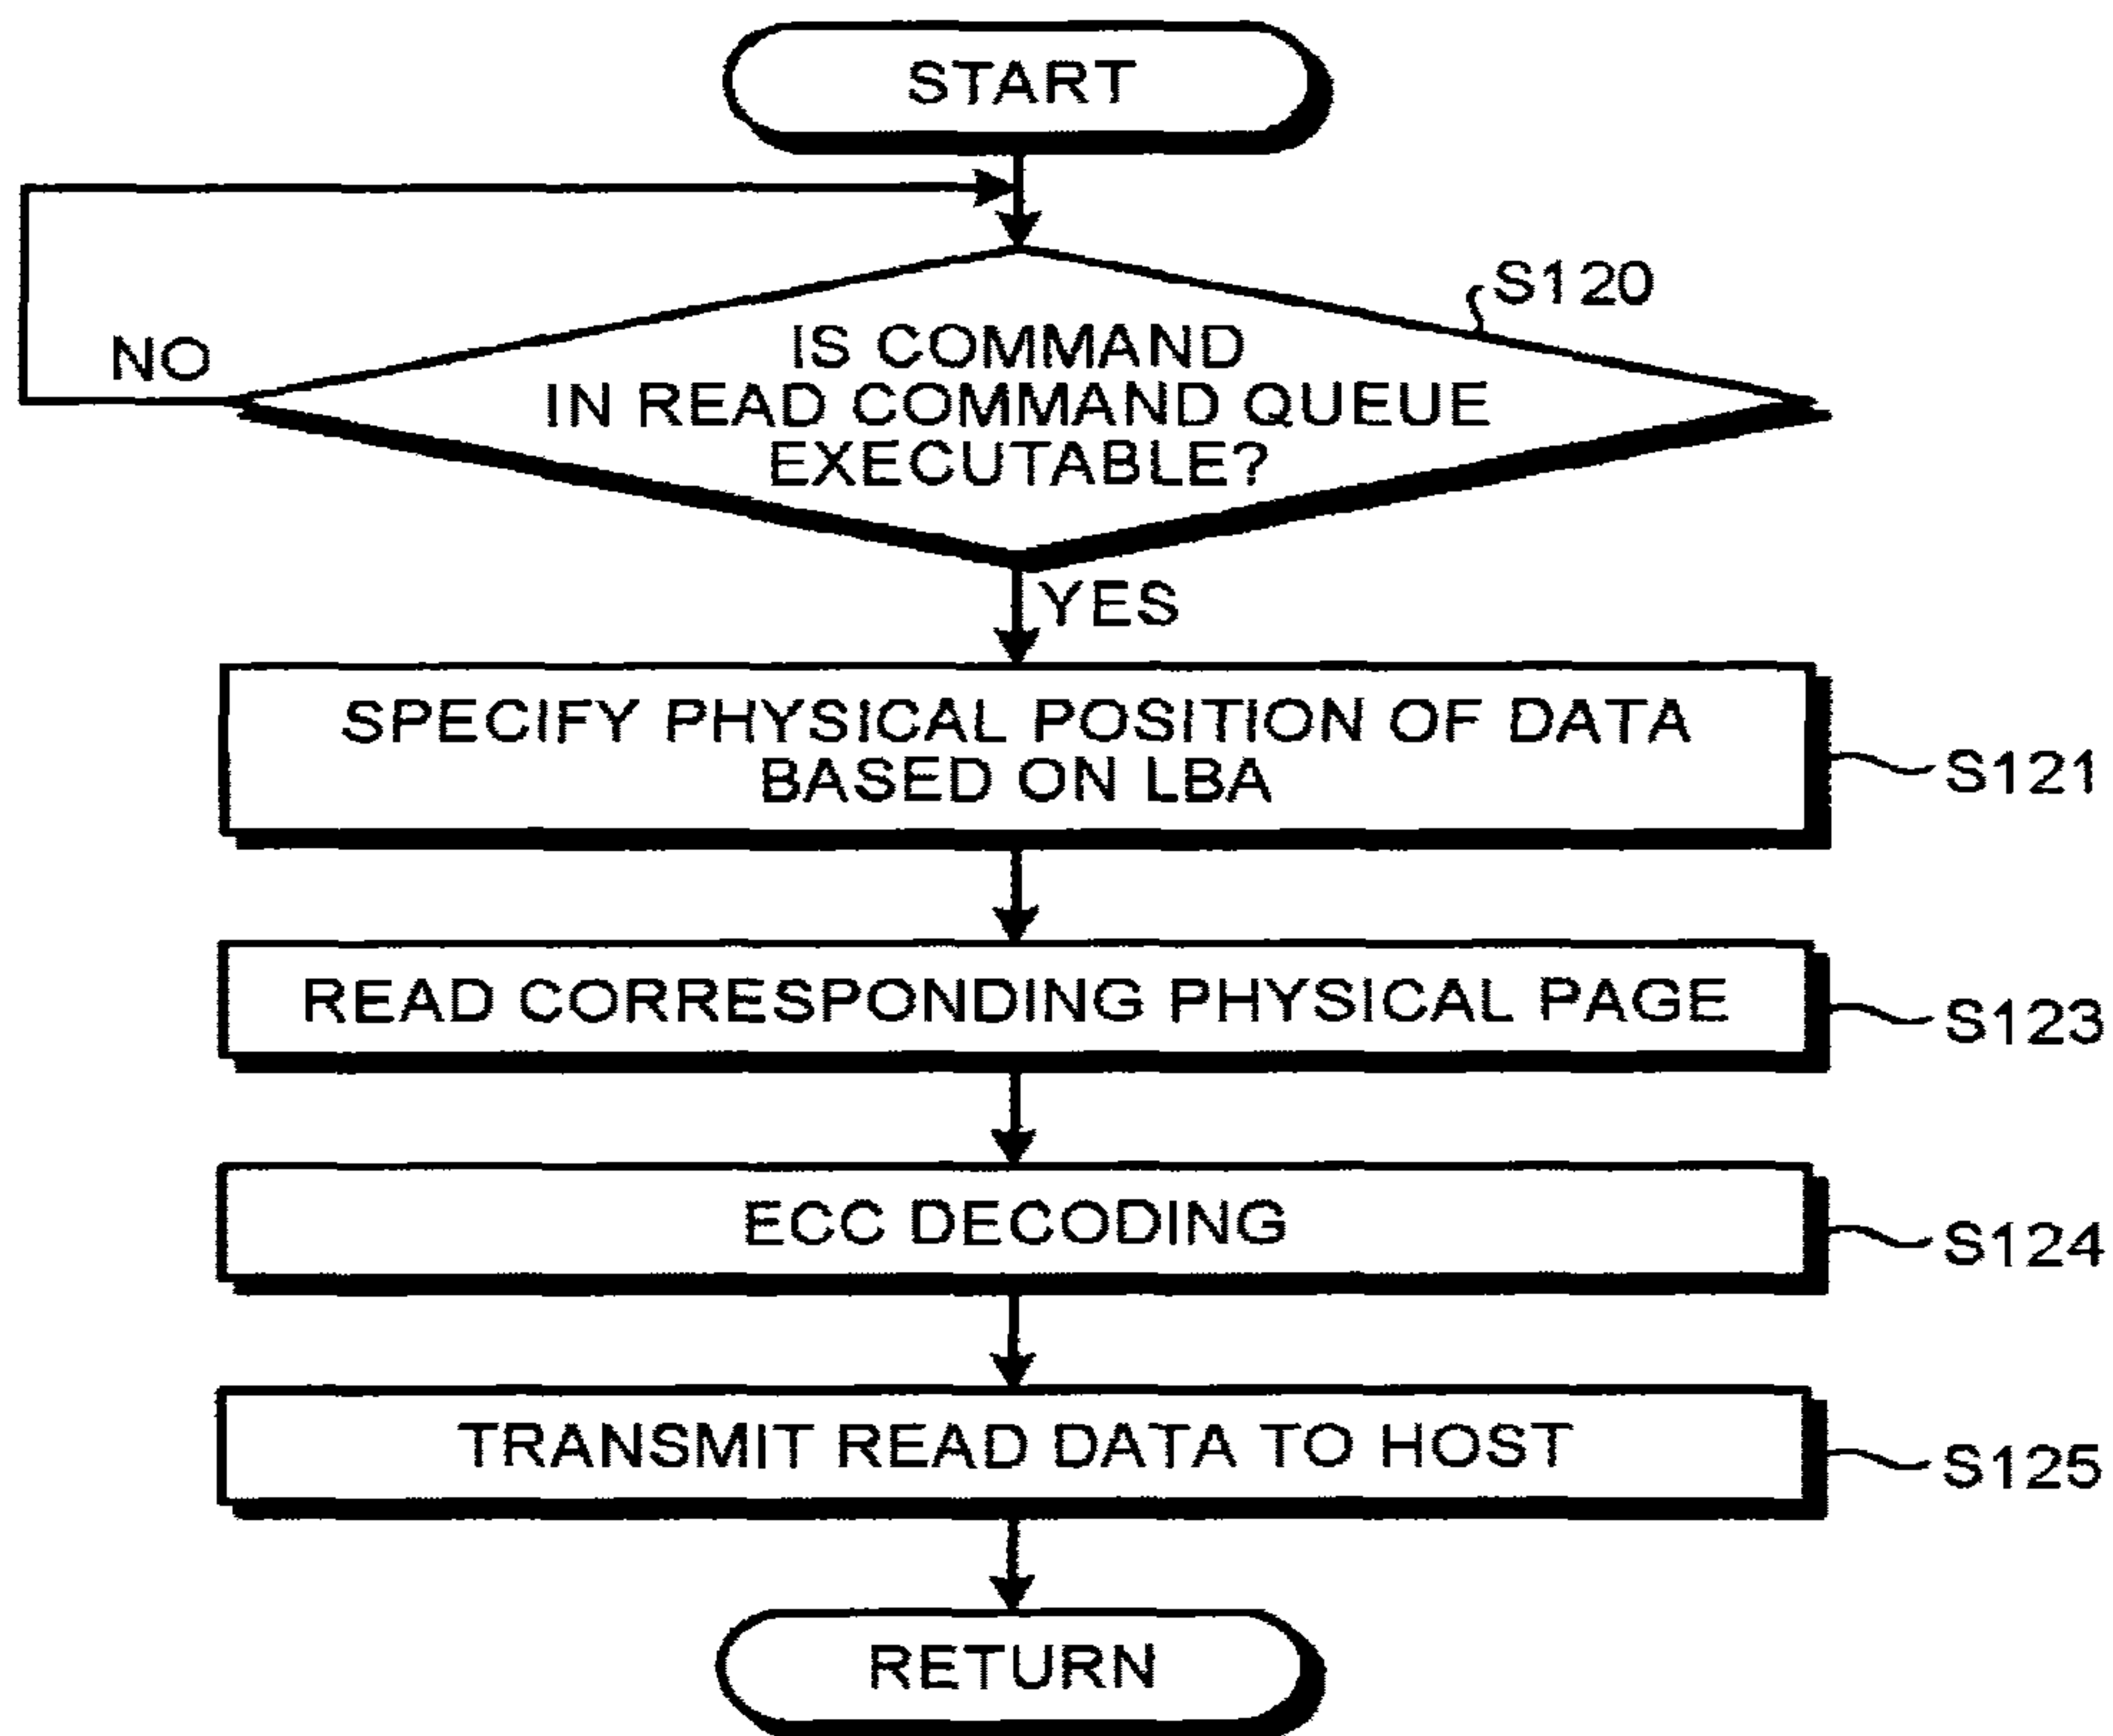 START
S120
NO
IS COMMAND
IN READ COMMAND QUEUE
EXECUTABLE?
YES
SPECIFY PHYSICAL POSITION OF DATA
BASED ON LBA
S121
READ CORRESPONDING PHYSICAL PAGE
S123
ECC DECODING
S124
TRANSMIT READ DATA TO HOST
S125
RETURN